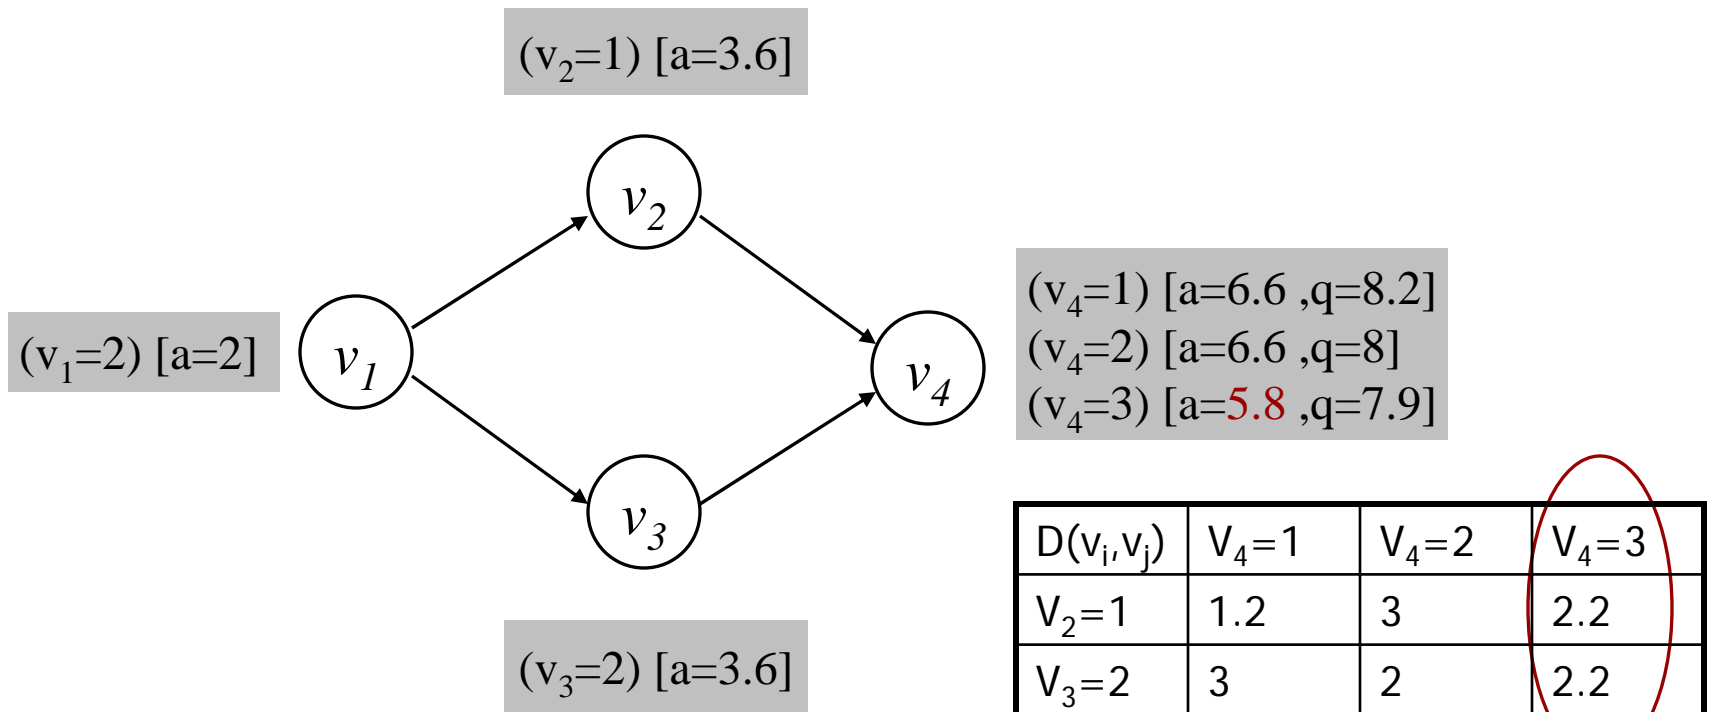 (v₂=1) [a=3.6]
v₂
(v₁=2) [a=2]
v₁
v₄
(v₄=1) [a=6.6 ,q=8.2]
(v₄=2) [a=6.6 ,q=8]
(v₄=3) [a=5.8 ,q=7.9]
v₃
(v₃=2) [a=3.6]
D(vᵢ,vⱼ) V₄=1 V₄=2 V₄=3
V₂=1 1.2 3 2.2
V₃=2 3 2 2.2